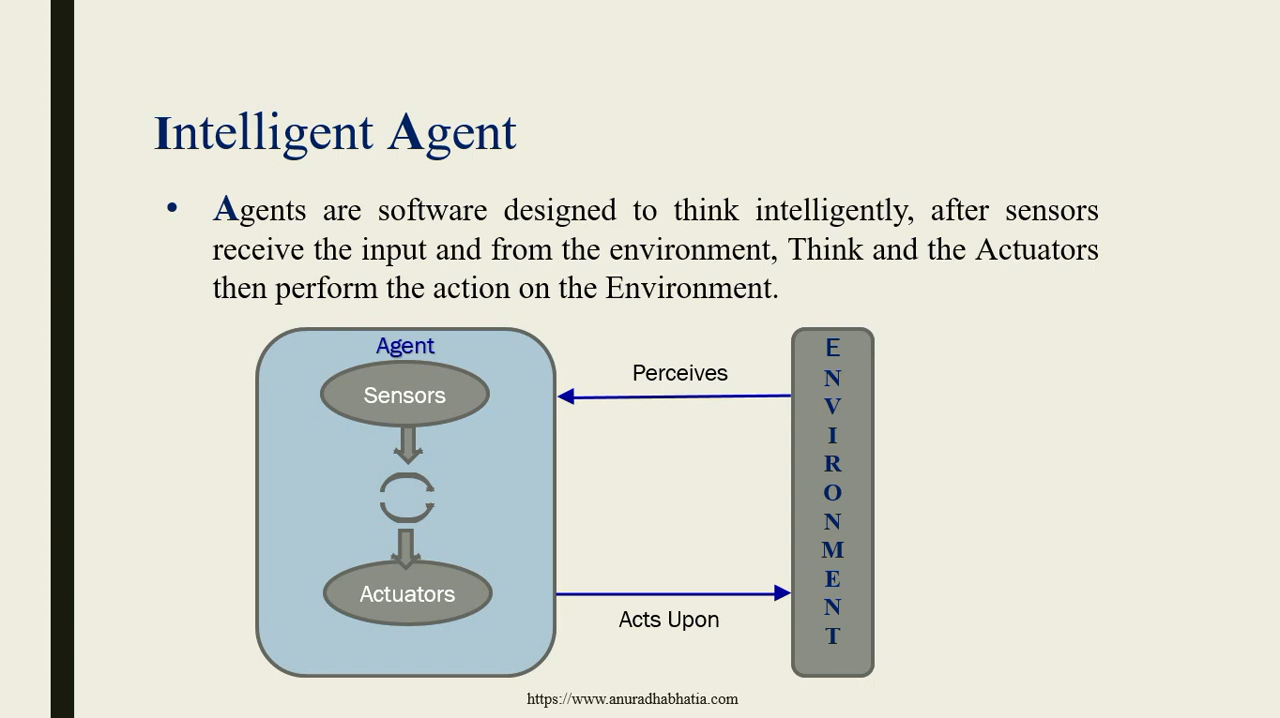 Intelligent Agent
• Agents are software designed to think intelligently, after sensors
receive the input and from the environment, Think and the Actuators
then perform the action on the Environment.
Agent
Sensors
Actuators
Perceives
Acts Upon
E
N
V
I
R
O
N
M
E
N
T
https://www.anuradhabhatia.com